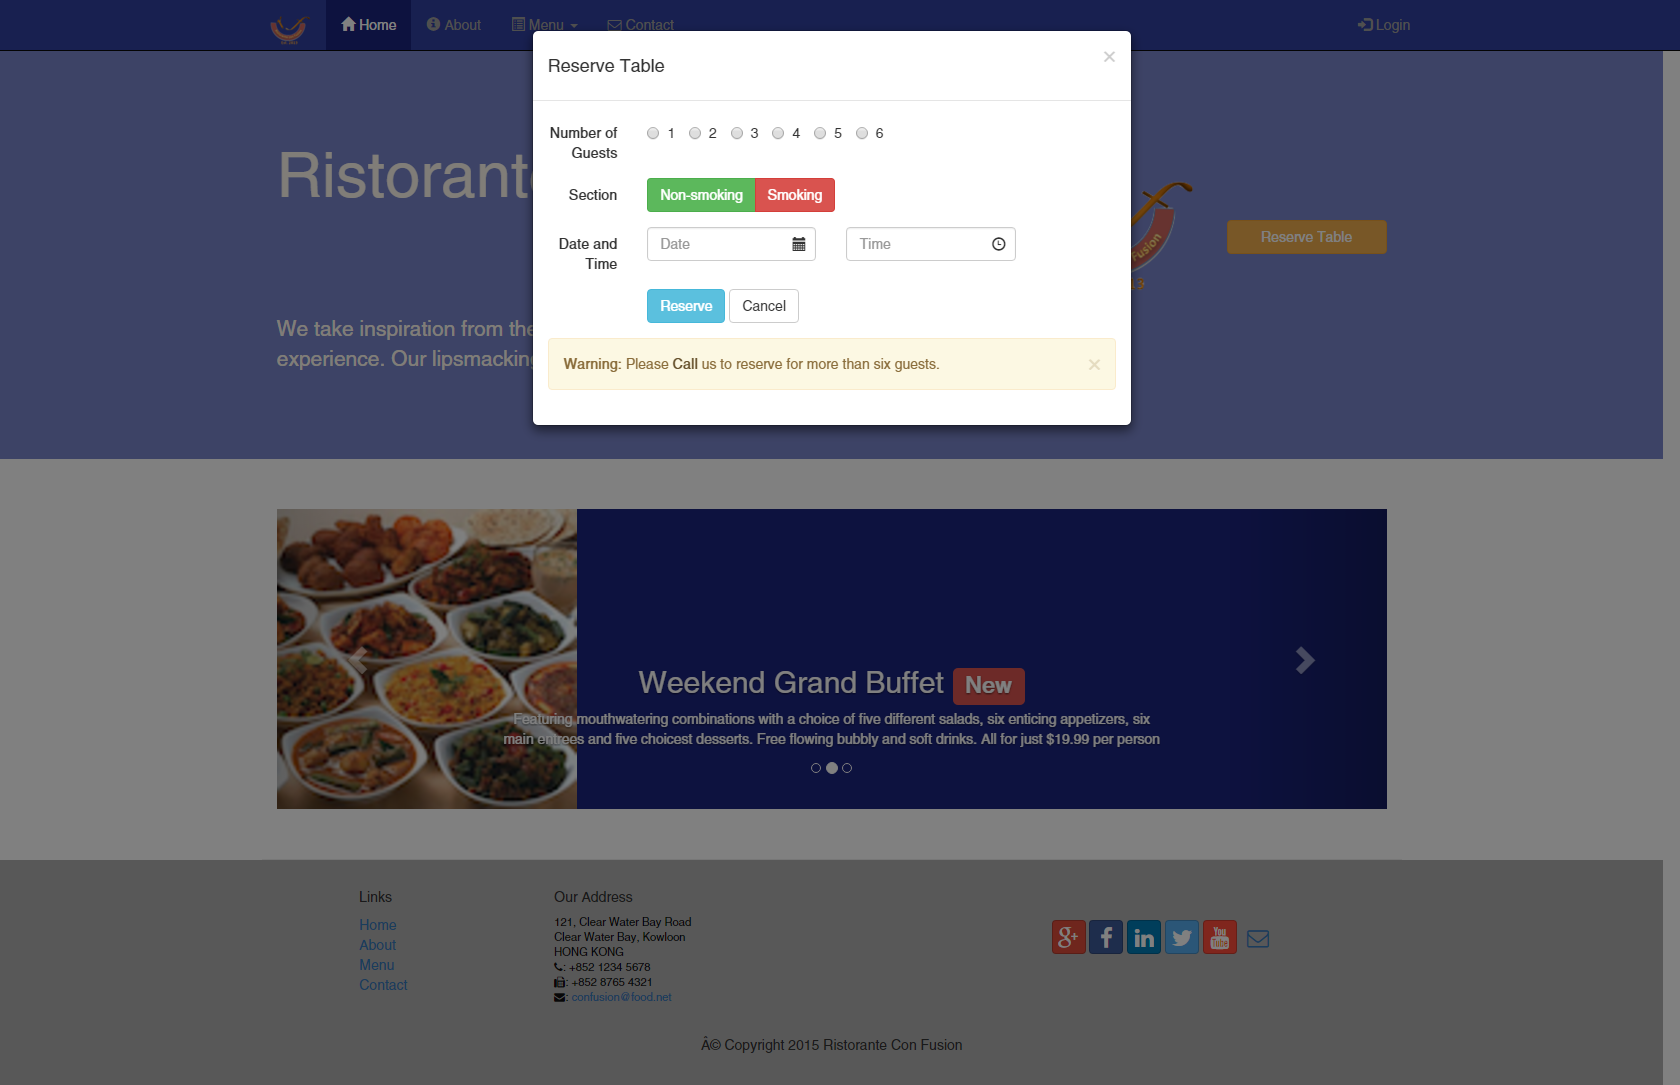 Home
About
Menu
Contact
Login
Reserve Table
×
Number of
Guests
1 2 3 4 5 6
Section
Non-smoking Smoking
Date and
Time
Date
Time
Reserve Cancel
Warning: Please Call us to reserve for more than six guests.
×
Ristorante
We take inspiration from the
experience. Our lipsmacking
Fusion
Reserve Table
Weekend Grand Buffet New
Featuring mouthwatering combinations with a choice of five different salads, six enticing appetizers, six
main entrees and five choicest desserts. Free flowing bubbly and soft drinks. All for just $19.99 per person
Links
Home
About
Menu
Contact
Our Address
121, Clear Water Bay Road
Clear Water Bay, Kowloon
HONG KONG
: +852 1234 5678
: +852 8765 4321
: confusion@food.net
g+ f in You Tube
Â© Copyright 2015 Ristorante Con Fusion